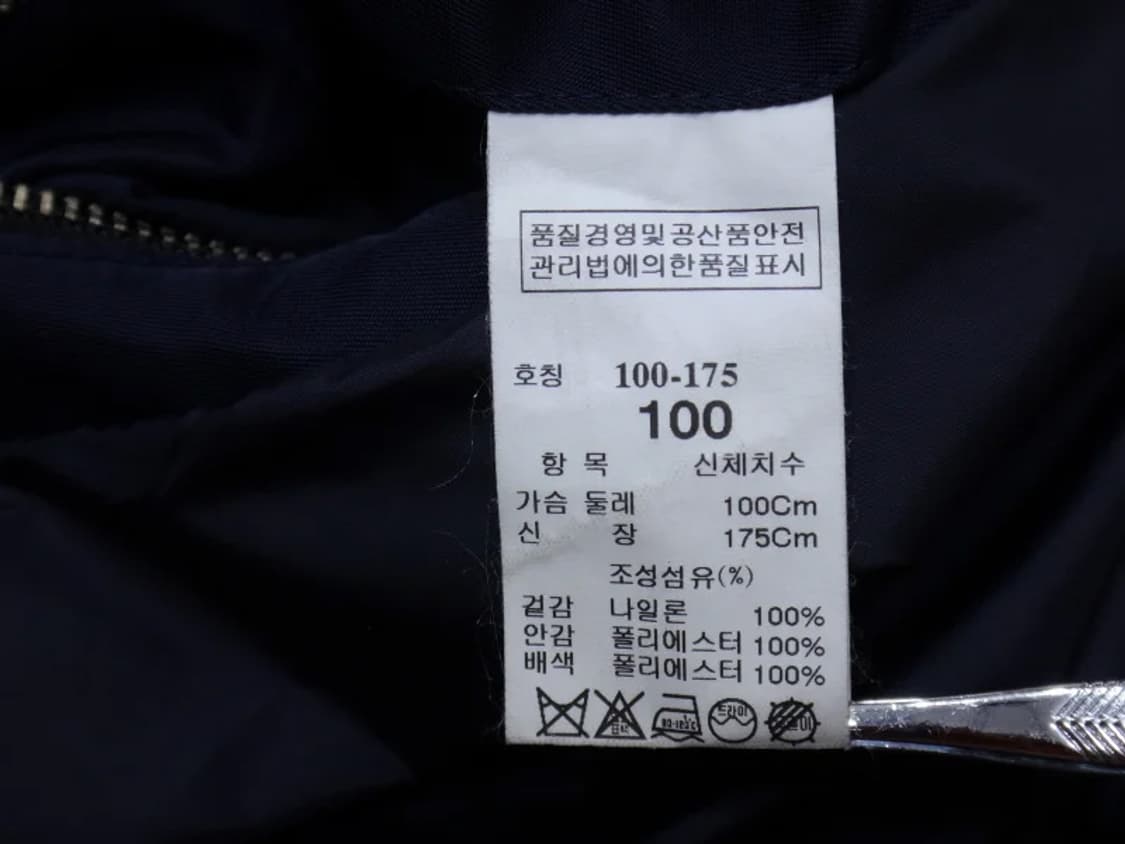 품질경영및공산품안전
관리법에의한품질표시
호칭 100-175
100
항 목 신체치수
가슴 둘레 100Cm
신 장 175Cm
조성섬유(%)
겉감 나일론 100%
안감 폴리에스터 100%
배색 폴리에스터 100%
드라이